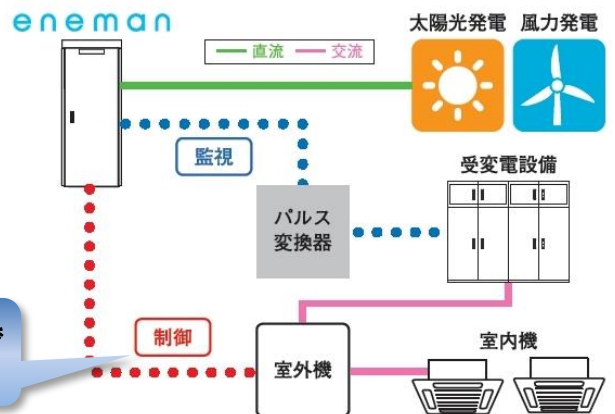 eneman
太陽光発電 風力発電
直流 交流
監視
受変電設備
パルス
変換器
制御
室外機
室内機